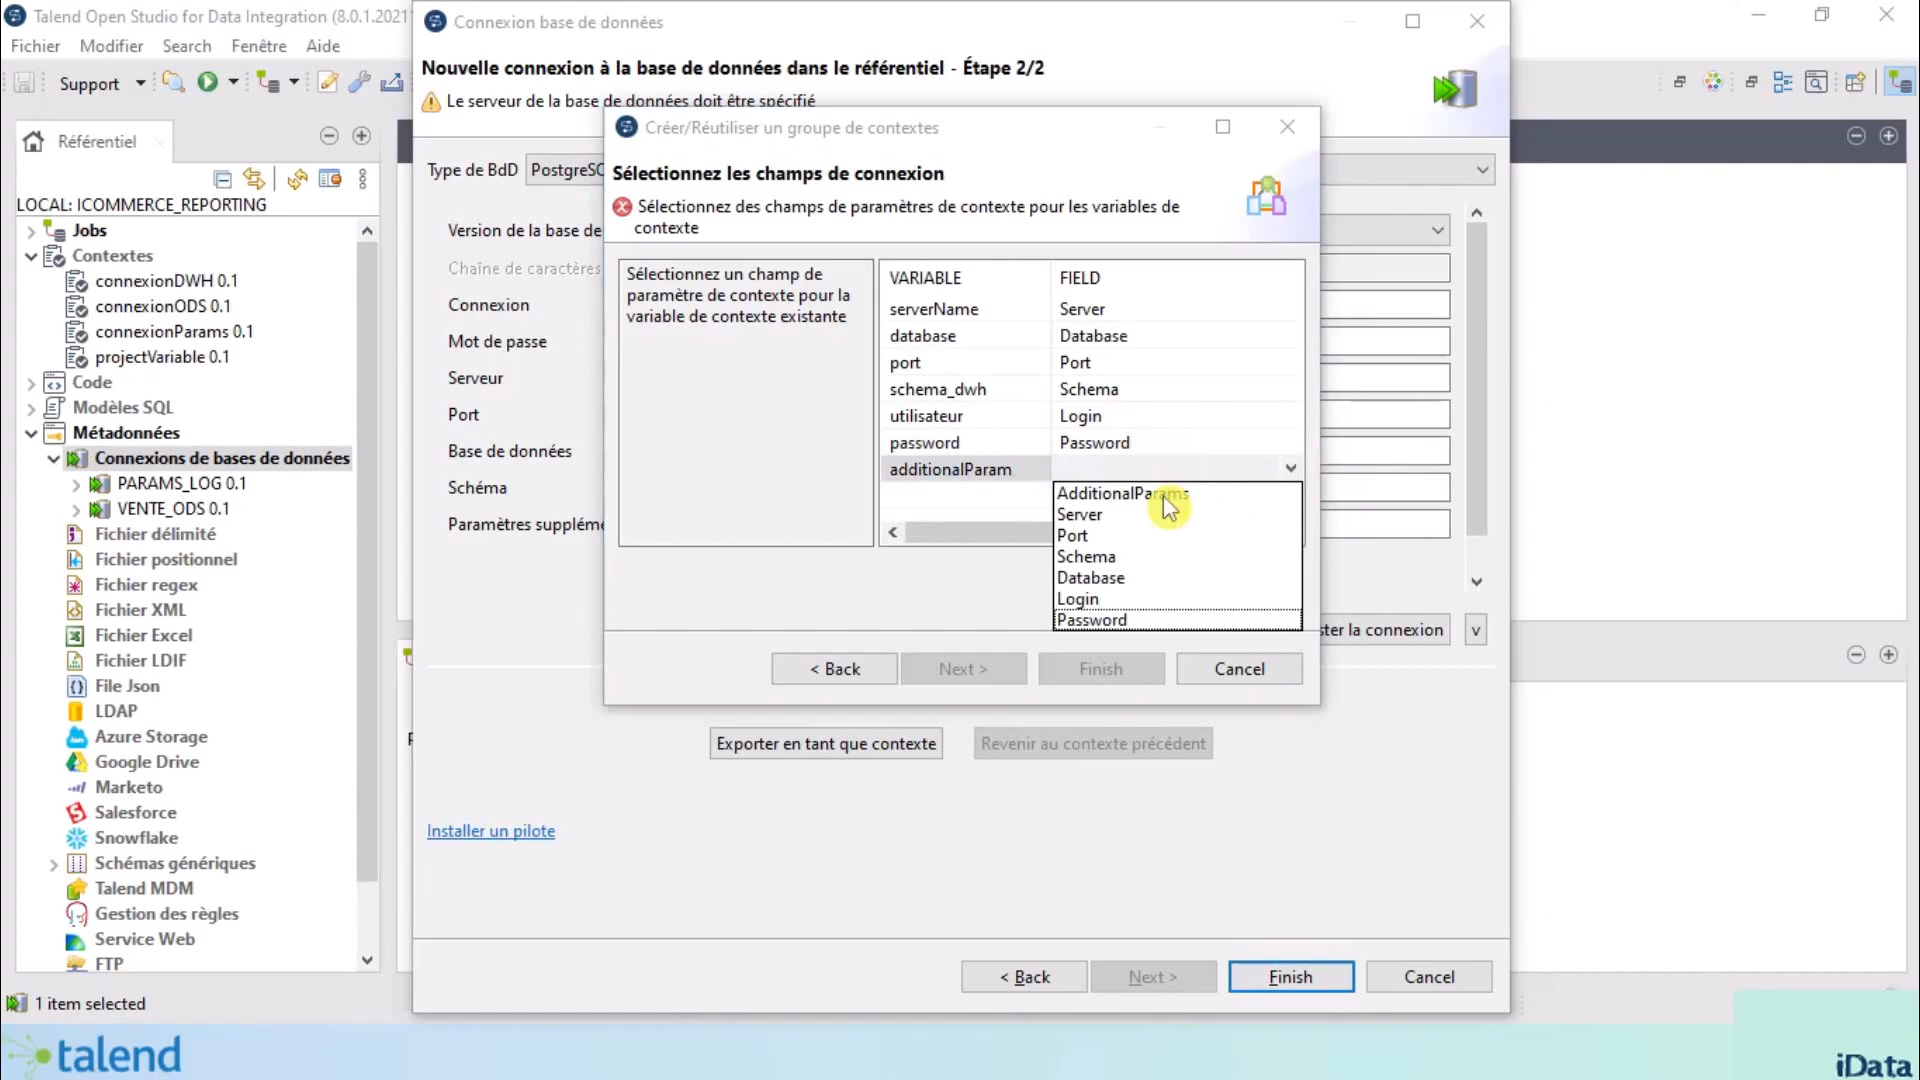 Talend Open Studio for Data Integration (8.0.1.2021
Fichier Modifier Search Fenêtre Aide
Support
Référentiel
LOCAL: ICOMMERCE_REPORTING
Jobs
Contextes
connexionDWH 0.1
connexionODS 0.1
connexionParams 0.1
projectVariable 0.1
Code
Modèles SQL
Métadonnées
Connexions de bases de données
PARAMS_LOG 0.1
VENTE_ODS 0.1
Fichier délimité
Fichier positionnel
Fichier regex
Fichier XML
Fichier Excel
Fichier LDIF
File Json
LDAP
Azure Storage
Google Drive
Marketo
Salesforce
Snowflake
Schémas génériques
Talend MDM
Gestion des règles
Service Web
FTP
1 item selected
Connexion base de données
Nouvelle connexion à la base de données dans le référentiel - Étape 2/2
Le serveur de la base de données doit être spécifié
Type de BdD PostgreSQ
Version de la base de
Chaîne de caractères
Connexion
Mot de passe
Serveur
Port
Base de données
Schéma
Paramètres suppléme
ster la connexion
v
Exporter en tant que contexte
Revenir au contexte précédent
Installer un pilote
< Back
Next >
Finish
Cancel
Créer/Réutiliser un groupe de contextes
Sélectionnez les champs de connexion
Sélectionnez des champs de paramètres de contexte pour les variables de
contexte
Sélectionnez un champ de
paramètre de contexte pour la
variable de contexte existante
VARIABLE FIELD
serverName Server
database Database
port Port
schema_dwh Schema
utilisateur Login
password Password
additionalParam
AdditionalParams
Server
Port
Schema
Database
Login
Password
< Back
Next >
Finish
Cancel
talend
iData